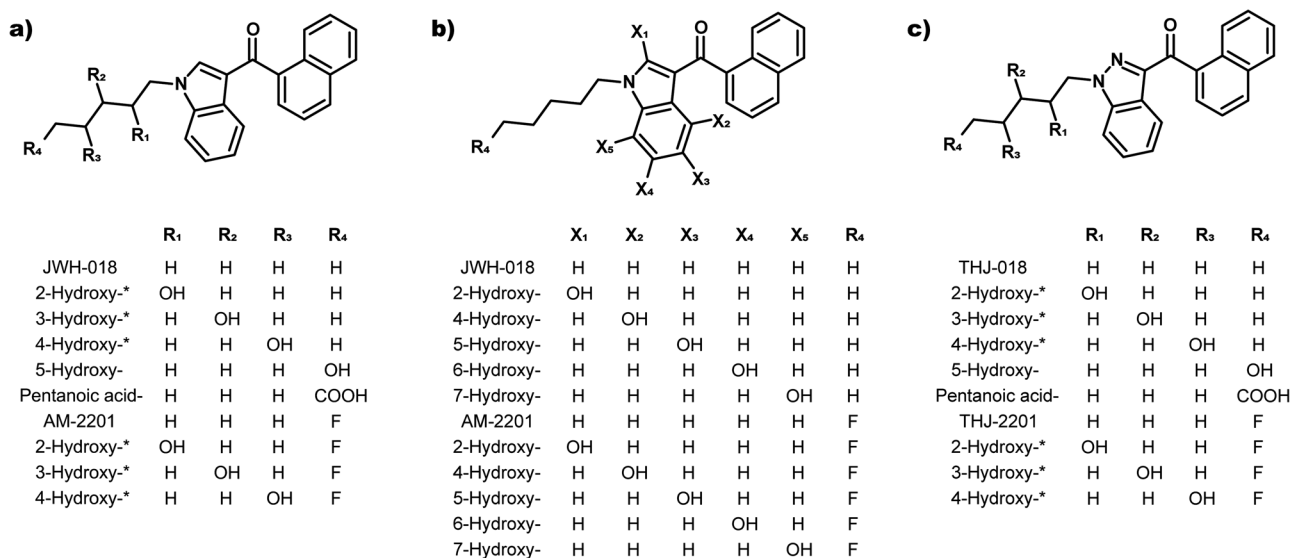 a)
O
R₂
N
R₁
R₄
R₃
b)
X₁
O
N
X₂
R₄
X₅
X₃
X₄
c)
O
N
R₂
N
R₁
R₄
R₃
R₁ R₂ R₃ R₄
JWH-018 H H H H
2-Hydroxy-* OH H H H
3-Hydroxy-* H OH H H
4-Hydroxy-* H H OH H
5-Hydroxy- H H H OH
Pentanoic acid- H H H COOH
AM-2201 H H H F
2-Hydroxy-* OH H H F
3-Hydroxy-* H OH H F
4-Hydroxy-* H H OH F
X₁ X₂ X₃ X₄ X₅ R₄
JWH-018 H H H H H H
2-Hydroxy- OH H H H H H
4-Hydroxy- H OH H H H H
5-Hydroxy- H H OH H H H
6-Hydroxy- H H H OH H H
7-Hydroxy- H H H H OH H
AM-2201 H H H H H F
2-Hydroxy- OH H H H H F
4-Hydroxy- H OH H H H F
5-Hydroxy- H H OH H H F
6-Hydroxy- H H H OH H F
7-Hydroxy- H H H H OH F
R₁ R₂ R₃ R₄
THJ-018 H H H H
2-Hydroxy-* OH H H H
3-Hydroxy-* H OH H H
4-Hydroxy-* H H OH H
5-Hydroxy- H H H OH
Pentanoic acid- H H H COOH
THJ-2201 H H H F
2-Hydroxy-* OH H H F
3-Hydroxy-* H OH H F
4-Hydroxy-* H H OH F